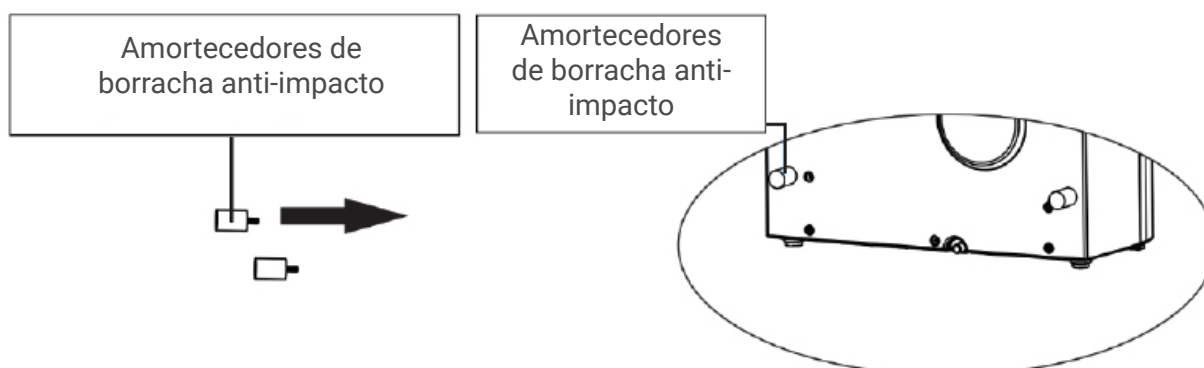 Amortecedores de
borracha anti-impacto
Amortecedores
de borracha anti-
impacto